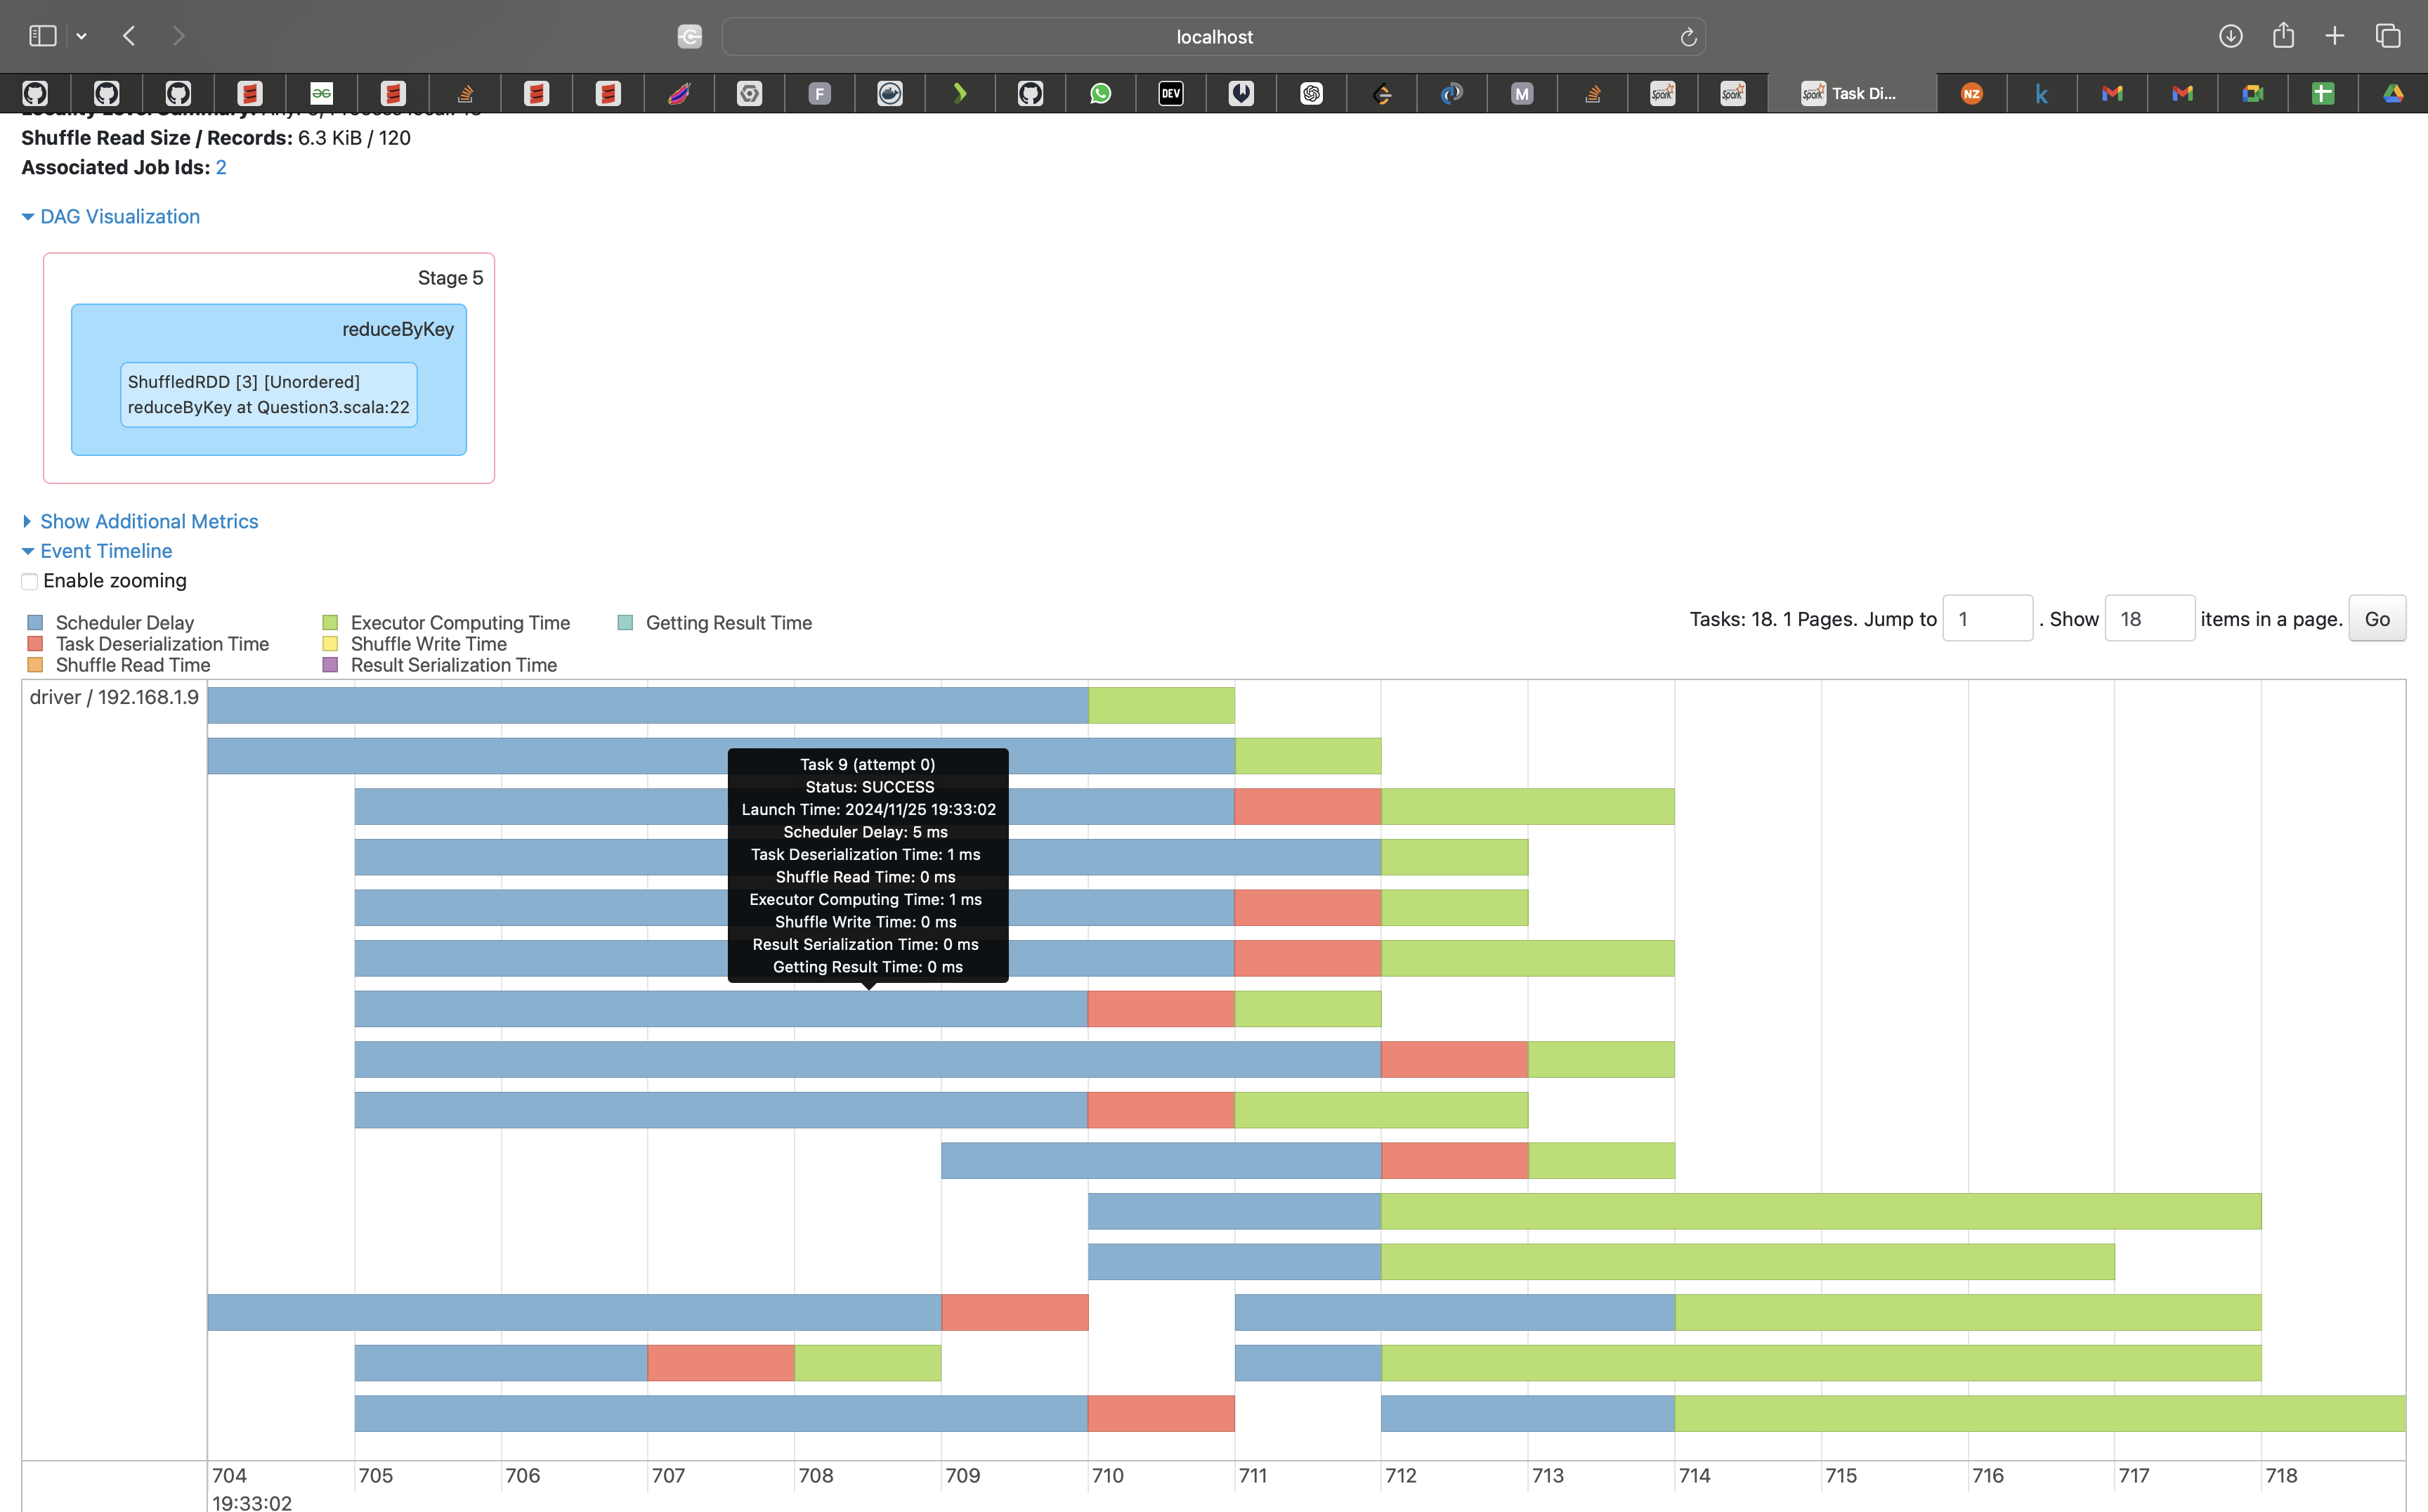 localhost
F
DEV
M
Spark
Spark
Spark Task Di...
NZ
k
Shuffle Read Size / Records: 6.3 KiB / 120
Associated Job Ids: 2
DAG Visualization
Stage 5
reduceByKey
ShuffledRDD [3] [Unordered]
reduceByKey at Question3.scala:22
Show Additional Metrics
Event Timeline
Enable zooming
Scheduler Delay
Task Deserialization Time
Shuffle Read Time
Executor Computing Time
Shuffle Write Time
Result Serialization Time
Getting Result Time
Tasks: 18. 1 Pages. Jump to 1 . Show 18 items in a page. Go
driver / 192.168.1.9
Task 9 (attempt 0)
Status: SUCCESS
Launch Time: 2024/11/25 19:33:02
Scheduler Delay: 5 ms
Task Deserialization Time: 1 ms
Shuffle Read Time: 0 ms
Executor Computing Time: 1 ms
Shuffle Write Time: 0 ms
Result Serialization Time: 0 ms
Getting Result Time: 0 ms
704 705 706 707 708 709 710 711 712 713 714 715 716 717 718
19:33:02